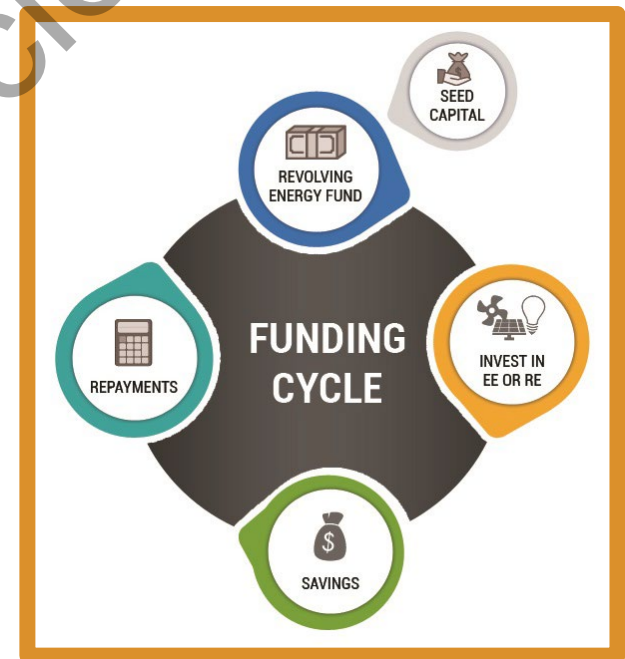 SEED
CAPITAL
REVOLVING
ENERGY FUND
FUNDING
CYCLE
INVEST IN
EE OR RE
REPAYMENTS
$
SAVINGS